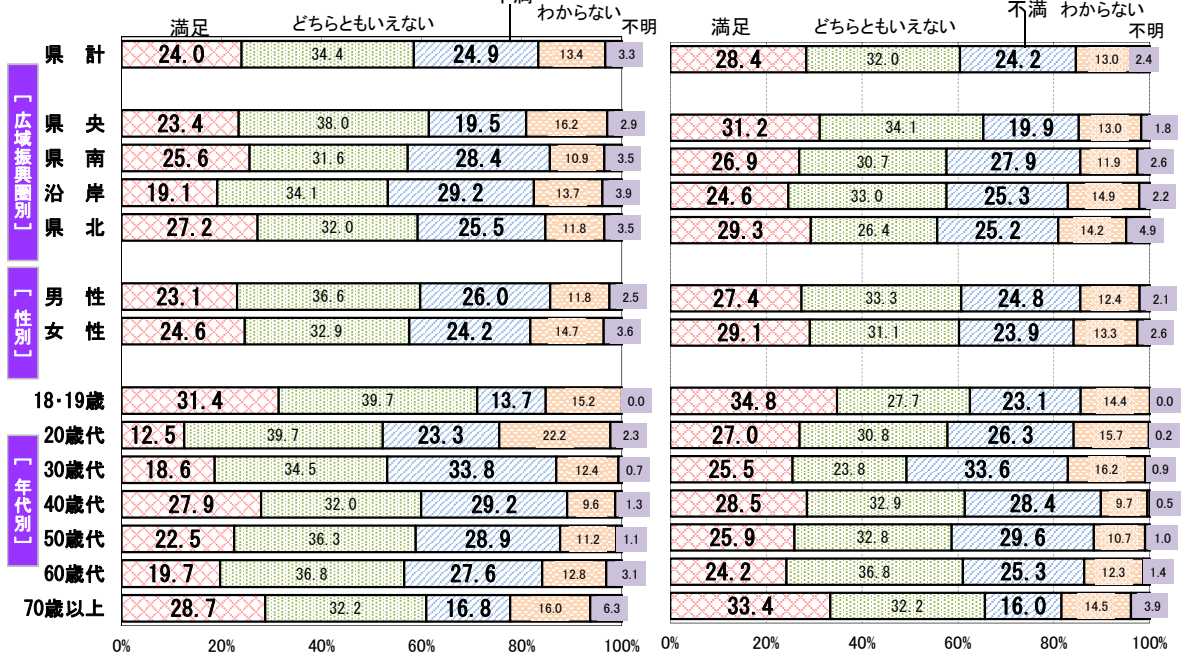 満足 どちらともいえない 不満 わからない 不明 満足 どちらともいえない 不満 わからない 不明
県 計 24.0 34.4 24.9 13.4 3.3 28.4 32.0 24.2 13.0 2.4
[広域振興圏別]
県 央 23.4 38.0 19.5 16.2 2.9 31.2 34.1 19.9 13.0 1.8
県 南 25.6 31.6 28.4 10.9 3.5 26.9 30.7 27.9 11.9 2.6
沿 岸 19.1 34.1 29.2 13.7 3.9 24.6 33.0 25.3 14.9 2.2
県 北 27.2 32.0 25.5 11.8 3.5 29.3 26.4 25.2 14.2 4.9
[性別]
男 性 23.1 36.6 26.0 11.8 2.5 27.4 33.3 24.8 12.4 2.1
女 性 24.6 32.9 24.2 14.7 3.6 29.1 31.1 23.9 13.3 2.6
[年代別]
18・19歳 31.4 39.7 13.7 15.2 0.0 34.8 27.7 23.1 14.4 0.0
20歳代 12.5 39.7 23.3 22.2 2.3 27.0 30.8 26.3 15.7 0.2
30歳代 18.6 34.5 33.8 12.4 0.7 25.5 23.8 33.6 16.2 0.9
40歳代 27.9 32.0 29.2 9.6 1.3 28.5 32.9 28.4 9.7 0.5
50歳代 22.5 36.3 28.9 11.2 1.1 25.9 32.8 29.6 10.7 1.0
60歳代 19.7 36.8 27.6 12.8 3.1 24.2 36.8 25.3 12.3 1.4
70歳以上 28.7 32.2 16.8 16.0 6.3 33.4 32.2 16.0 14.5 3.9
0% 20% 40% 60% 80% 100% 0% 20% 40% 60% 80% 100%